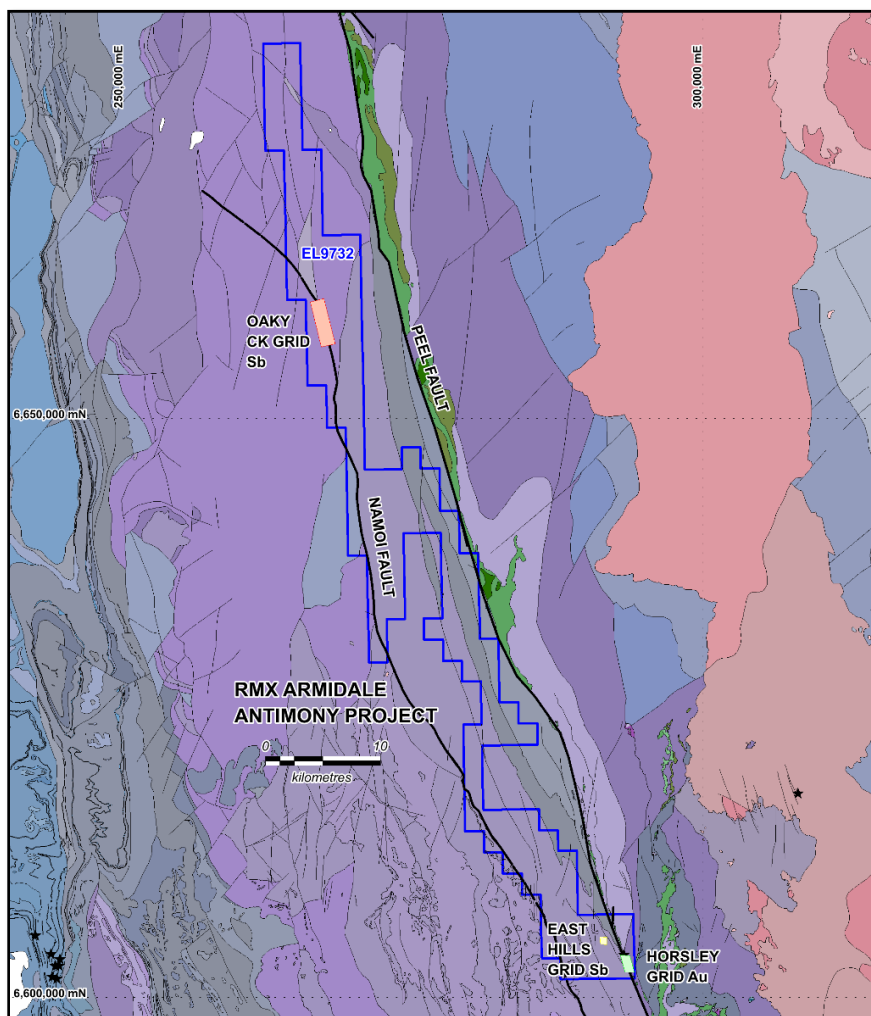 250,000 mE
300,000 mE
EL9732
OAKY
CK GRID
Sb
PEEL FAULT
6,650,000 mN
NAMOI FAULT
RMX ARMIDALE
ANTIMONY PROJECT
0 10
kilometres
EAST
HILLS
GRID Sb
HORSLEY
GRID Au
6,600,000 mN